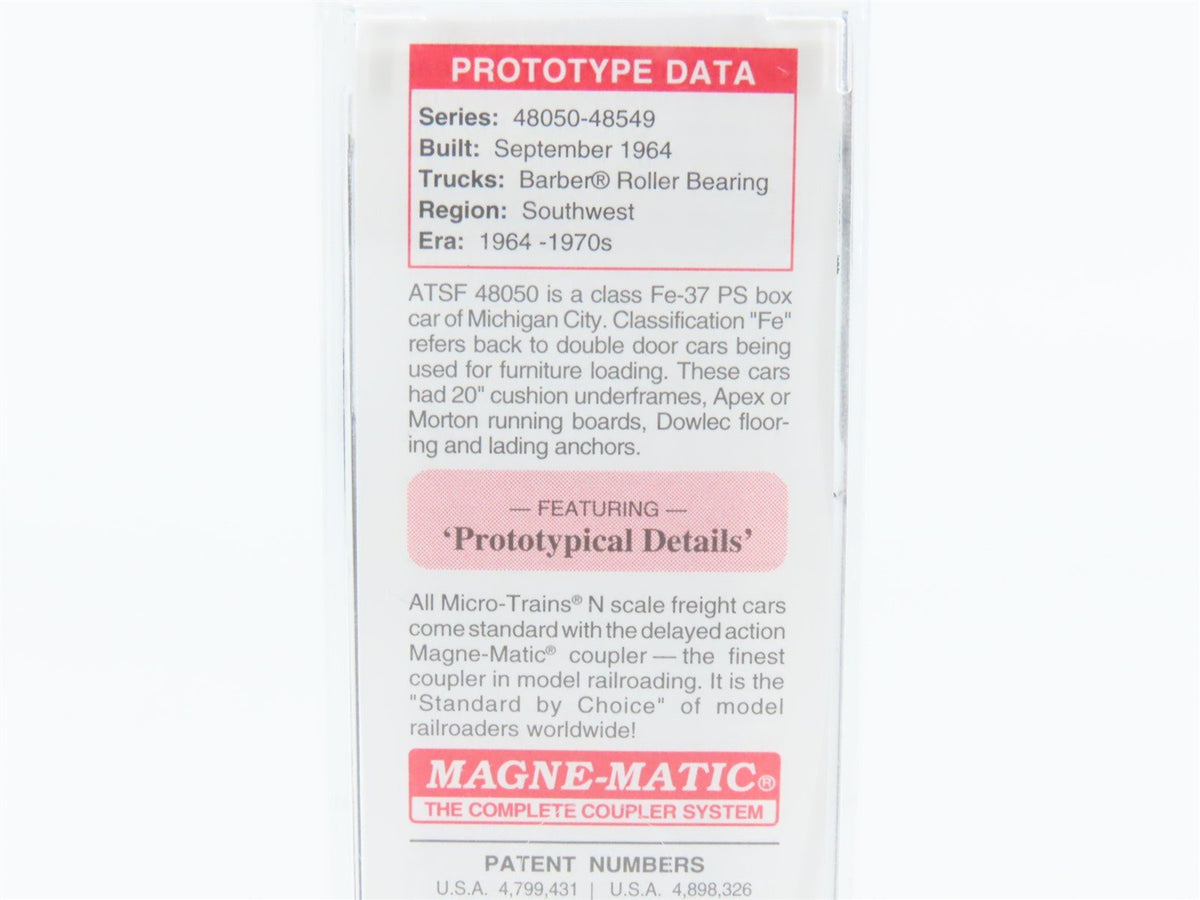 PROTOTYPE DATA
Series: 48050-48549
Built: September 1964
Trucks: Barber® Roller Bearing
Region: Southwest
Era: 1964 -1970s
ATSF 48050 is a class Fe-37 PS box
car of Michigan City. Classification "Fe"
refers back to double door cars being
used for furniture loading. These cars
had 20" cushion underframes, Apex or
Morton running boards, Dowlec floor-
ing and lading anchors.
— FEATURING —
‘Prototypical Details’
All Micro-Trains® N scale freight cars
come standard with the delayed action
Magne-Matic® coupler — the finest
coupler in model railroading. It is the
"Standard by Choice" of model
railroaders worldwide!
MAGNE-MATIC®
THE COMPLETE COUPLER SYSTEM
PATENT NUMBERS
U.S.A. 4,799,431 | U.S.A. 4,898,326